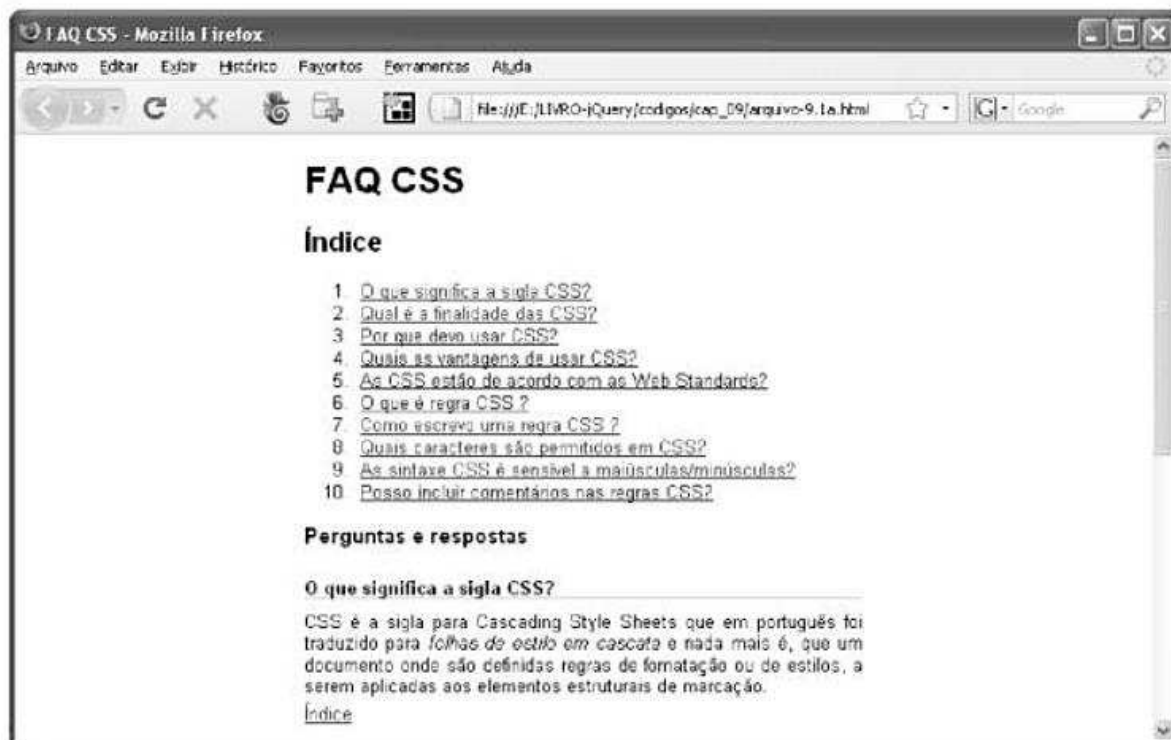 FAQ CSS - Mozilla Firefox
Arquivo Editar Exibir Histórico Favoritos Ferramentas Ajuda
file:///E:/LIVRO-jQuery/codigos/cap_09/arquivo-9.1a.html
G Google
FAQ CSS
Índice
1. O que significa a sigla CSS?
2. Qual é a finalidade das CSS?
3. Por que devo usar CSS?
4. Quais as vantagens de usar CSS?
5. As CSS estão de acordo com as Web Standards?
6. O que é regra CSS ?
7. Como escrevo uma regra CSS ?
8. Quais caracteres são permitidos em CSS?
9. As sintaxe CSS é sensível a maiúsculas/minúsculas?
10. Posso incluir comentários nas regras CSS?
Perguntas e respostas
O que significa a sigla CSS?
CSS é a sigla para Cascading Style Sheets que em português foi
traduzido para folhas de estilo em cascata e nada mais é, que um
documento onde são definidas regras de formatação ou de estilos, a
serem aplicadas aos elementos estruturais de marcação.
Índice